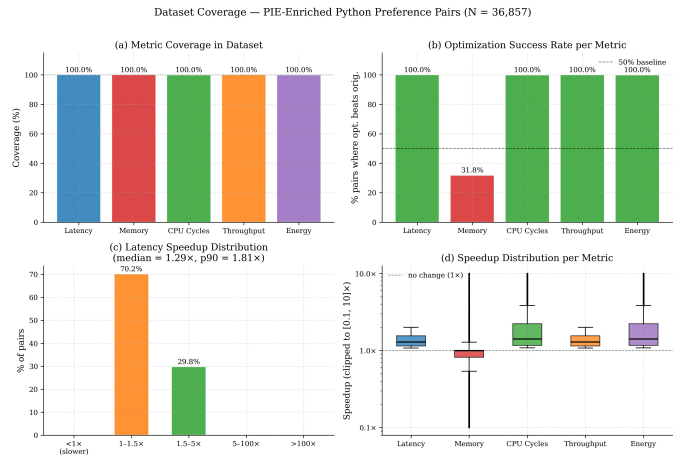 Dataset Coverage — PIE-Enriched Python Preference Pairs (N = 36,857)
(a) Metric Coverage in Dataset
Coverage (%)
100
80
60
40
20
0
100.0%
100.0%
100.0%
100.0%
100.0%
Latency
Memory
CPU Cycles
Throughput
Energy
(b) Optimization Success Rate per Metric
% pairs where opt. beats orig.
50% baseline
100
80
60
40
20
0
100.0%
31.8%
100.0%
100.0%
100.0%
Latency
Memory
CPU Cycles
Throughput
Energy
(c) Latency Speedup Distribution
(median = 1.29×, p90 = 1.81×)
% of pairs
70
60
50
40
30
20
10
0
70.2%
29.8%
<1×
(slower)
1–1.5×
1.5–5×
5–100×
>100×
(d) Speedup Distribution per Metric
Speedup (clipped to [0.1, 10]×)
no change (1×)
10.0×
1.0×
0.1×
Latency
Memory
CPU Cycles
Throughput
Energy